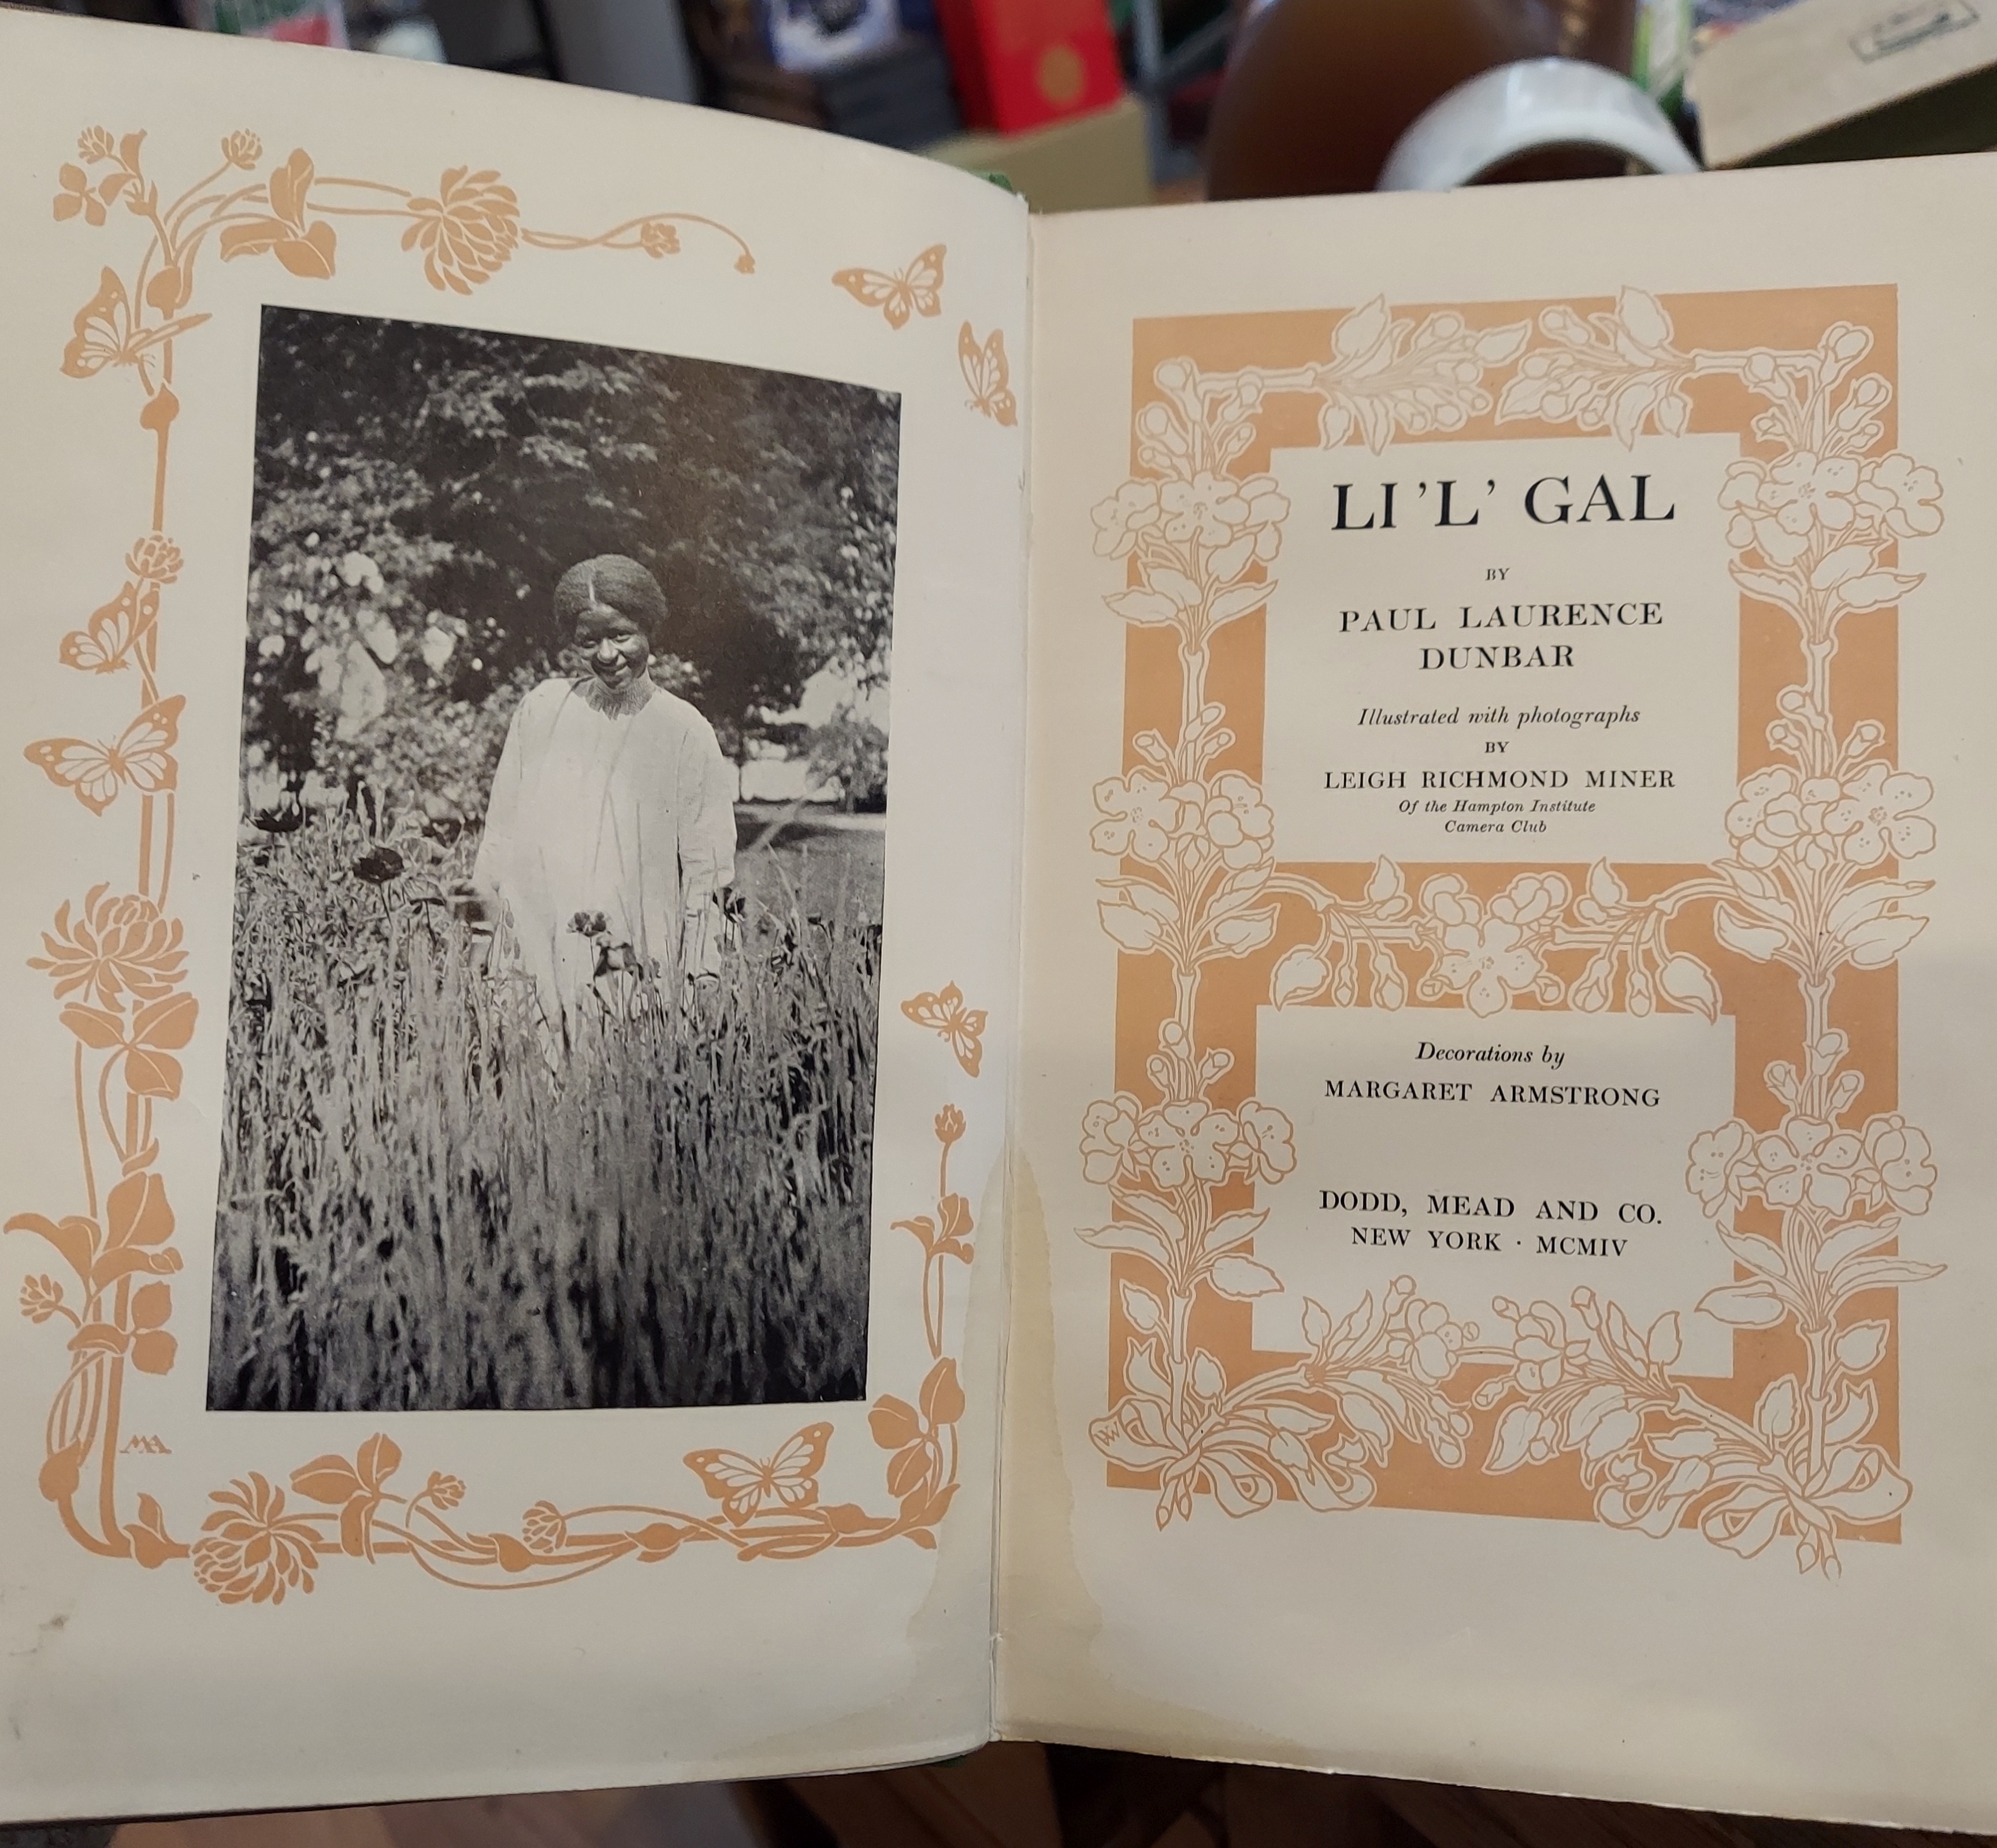 MA
LI'L' GAL
BY
PAUL LAURENCE
DUNBAR
Illustrated with photographs
BY
LEIGH RICHMOND MINER
Of the Hampton Institute
Camera Club
Decorations by
MARGARET ARMSTRONG
DODD, MEAD AND CO.
NEW YORK · MCMIV